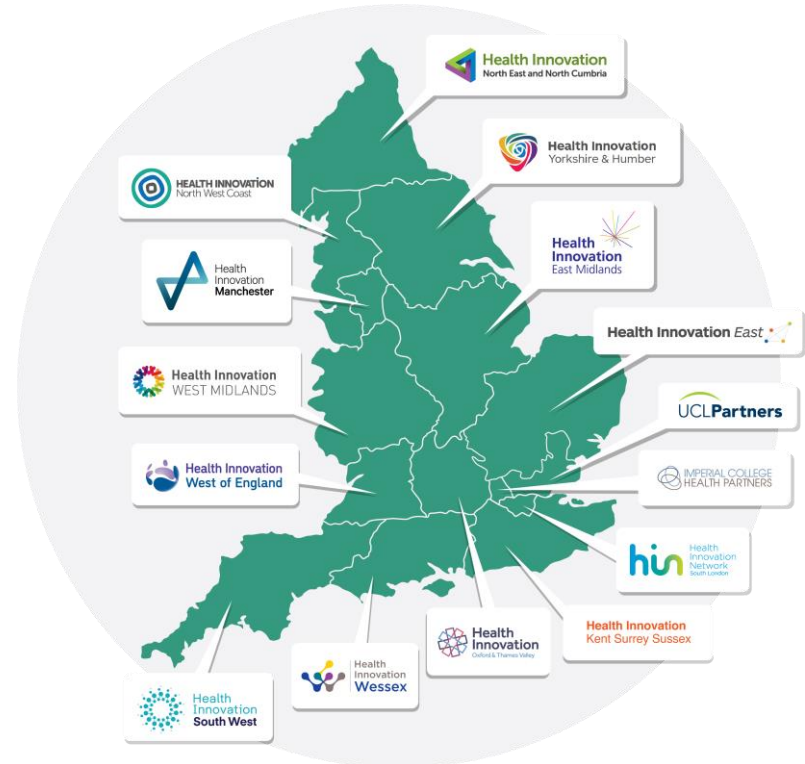 Health Innovation
North East and North Cumbria
Health Innovation
Yorkshire & Humber
HEALTH INNOVATION
North West Coast
Health
Innovation
East Midlands
Health
Innovation
Manchester
Health Innovation East
Health Innovation
WEST MIDLANDS
UCLPartners
Health Innovation
West of England
IMPERIAL COLLEGE
HEALTH PARTNERS
hin
Health
Innovation
Network
South London
Health Innovation
Kent Surrey Sussex
Health
Innovation
Oxford & Thames Valley
Health
Innovation
Wessex
Health
Innovation
South West